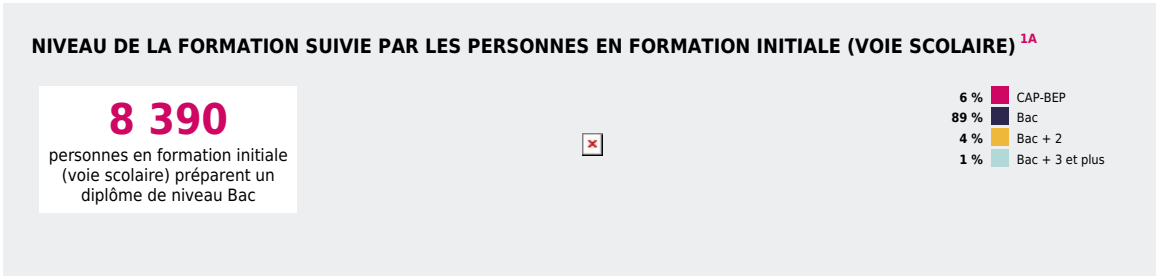 NIVEAU DE LA FORMATION SUIVIE PAR LES PERSONNES EN FORMATION INITIALE (VOIE SCOLAIRE) 1A
8 390
personnes en formation initiale
(voie scolaire) préparent un
diplôme de niveau Bac
6 % CAP-BEP
89 % Bac
4 % Bac + 2
1 % Bac + 3 et plus